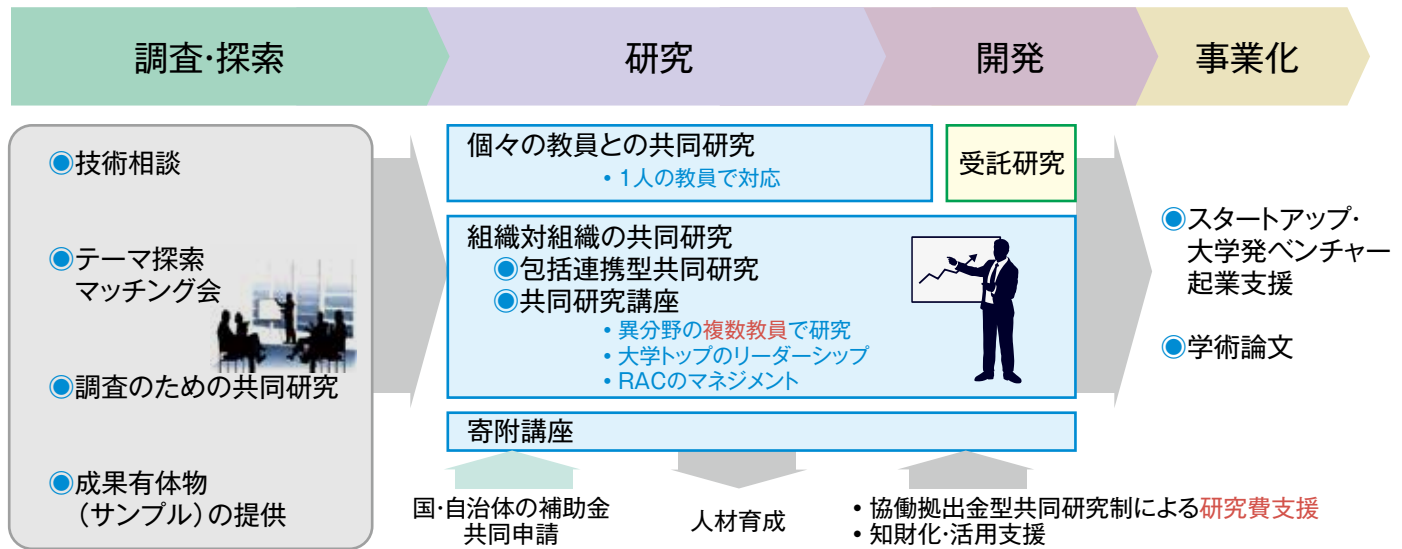 調査・探索
研究
開発
事業化
◉技術相談
◉テーマ探索
マッチング会
◉調査のための共同研究
◉成果有体物
（サンプル）の提供
個々の教員との共同研究
・1人の教員で対応
受託研究
組織対組織の共同研究
◉包括連携型共同研究
◉共同研究講座
・異分野の複数教員で研究
・大学トップのリーダーシップ
・RACのマネジメント
寄附講座
国・自治体の補助金
共同申請
人材育成
・協働拠出金型共同研究制による研究費支援
・知財化・活用支援
◉スタートアップ・
大学発ベンチャー
起業支援
◉学術論文